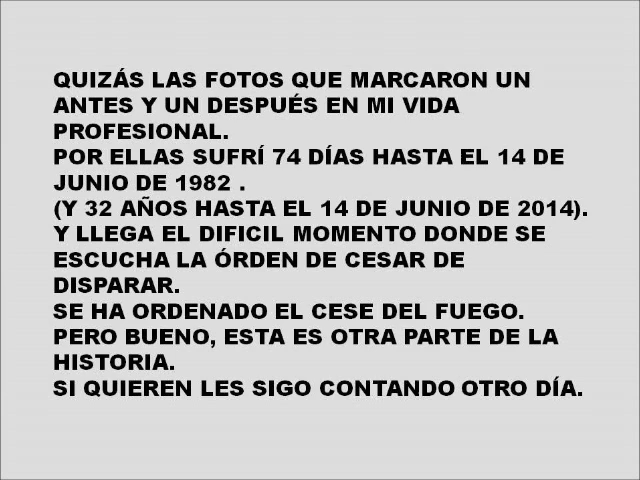 QUIZÁS LAS FOTOS QUE MARCARON UN
ANTES Y UN DESPUÉS EN MI VIDA
PROFESIONAL.
POR ELLAS SUFRÍ 74 DÍAS HASTA EL 14 DE
JUNIO DE 1982 .
(Y 32 AÑOS HASTA EL 14 DE JUNIO DE 2014).
Y LLEGA EL DIFICIL MOMENTO DONDE SE
ESCUCHA LA ÓRDEN DE CESAR DE
DISPARAR.
SE HA ORDENADO EL CESE DEL FUEGO.
PERO BUENO, ESTA ES OTRA PARTE DE LA
HISTORIA.
SI QUIEREN LES SIGO CONTANDO OTRO DÍA.